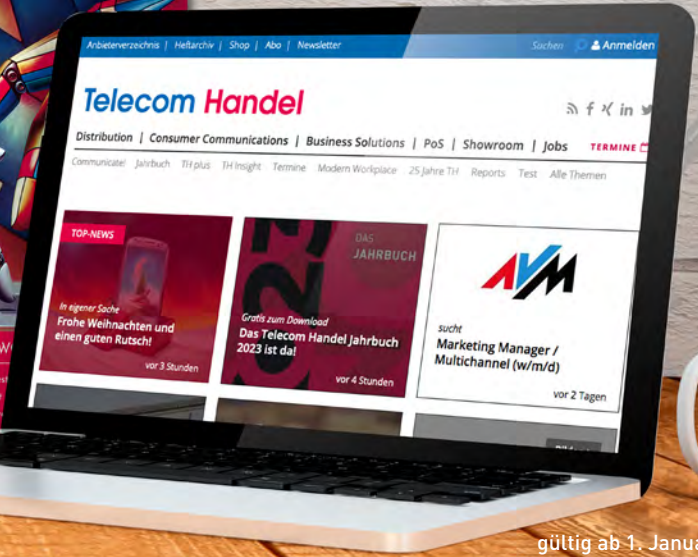 Anbieterverzeichnis | Heftarchiv | Shop | Abo | Newsletter
Suchen
Anmelden
Telecom Handel
Distribution | Consumer Communications | Business Solutions | PoS | Showroom | Jobs
TERMINE
Communicate! Jahrbuch TH plus TH Insight Termine Modern Workplace 25 Jahre TH Reports Test Alle Themen
TOP-NEWS
In eigener Sache
Frohe Weihnachten und
einen guten Rutsch!
vor 3 Stunden
DAS
JAHRBUCH
Gratis zum Download
Das Telecom Handel Jahrbuch
2023 ist da!
vor 4 Stunden
AVM
sucht
Marketing Manager /
Multichannel (w/m/d)
vor 2 Tagen
gültig ab 1. Janua